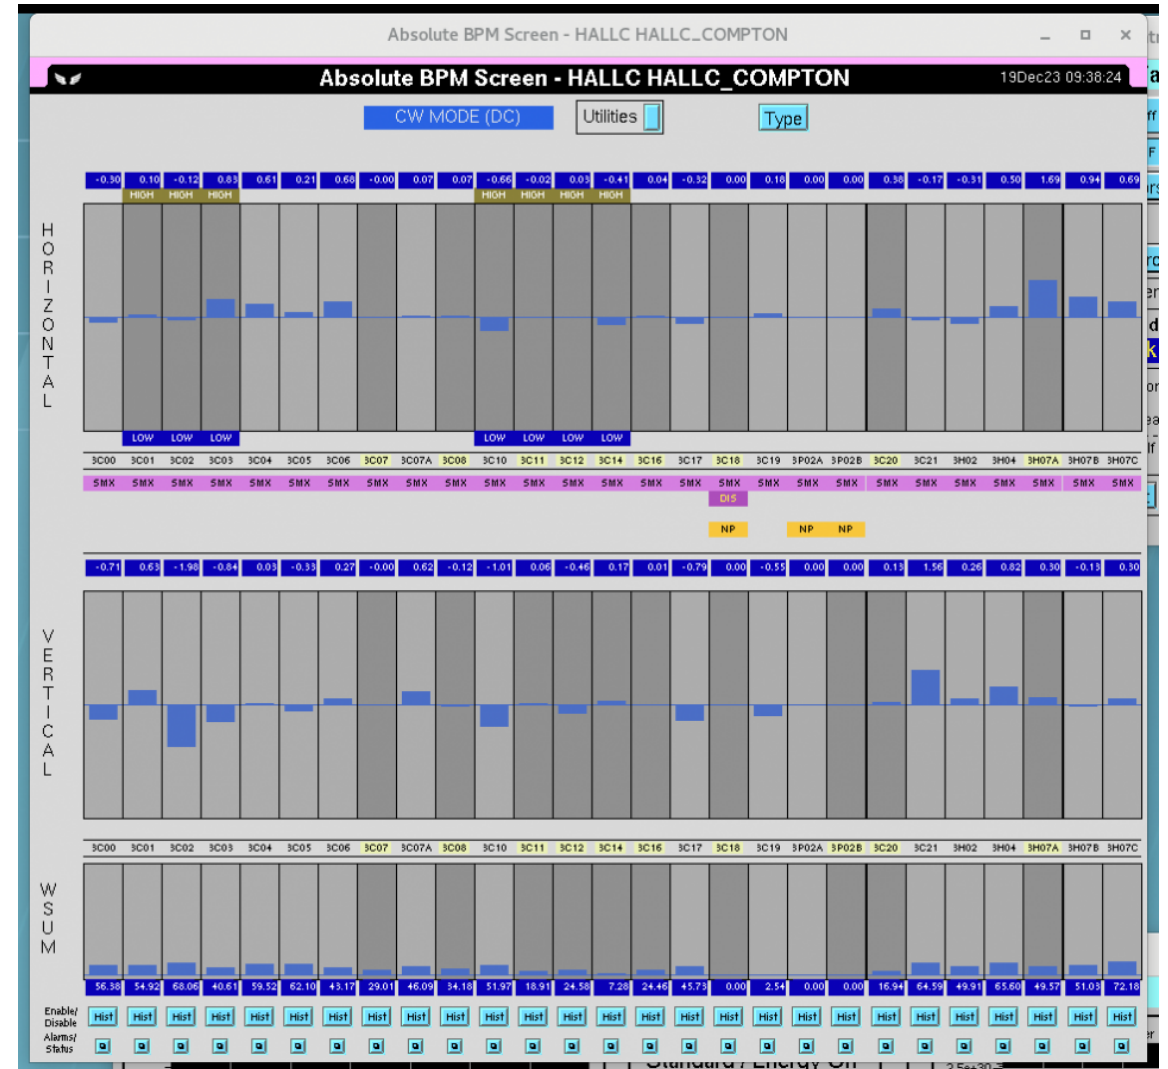 Absolute BPM Screen - HALLC HALLC_COMPTON
Absolute BPM Screen - HALLC HALLC_COMPTON 19Dec23 09:38:24
CW MODE (DC) Utilities Type
-0.30 0.10 -0.12 0.83 0.61 0.21 0.68 -0.00 0.07 0.07 -0.66 -0.02 0.03 -0.41 0.04 -0.32 0.00 0.18 0.00 0.00 0.38 -0.17 -0.31 0.50 1.69 0.94 0.69
HIGH HIGH HIGH HIGH HIGH HIGH HIGH
HORIZONTAL
LOW LOW LOW LOW LOW LOW LOW
3C00 3C01 3C02 3C03 3C04 3C05 3C06 3C07 3C07A 3C08 3C10 3C11 3C12 3C14 3C16 3C17 3C18 3C19 3P02A 3P02B 3C20 3C21 3H02 3H04 3H07A 3H07B 3H07C
SMX SMX SMX SMX SMX SMX SMX SMX SMX SMX SMX SMX SMX SMX SMX SMX SMX SMX SMX SMX SMX SMX SMX SMX SMX SMX SMX
DIS
NP NP NP
-0.71 0.63 -1.98 -0.84 0.03 -0.33 0.27 -0.00 0.62 -0.12 -1.01 0.06 -0.46 0.17 0.01 -0.79 0.00 -0.55 0.00 0.00 0.13 1.56 0.26 0.82 0.30 -0.13 0.30
VERTICAL
3C00 3C01 3C02 3C03 3C04 3C05 3C06 3C07 3C07A 3C08 3C10 3C11 3C12 3C14 3C16 3C17 3C18 3C19 3P02A 3P02B 3C20 3C21 3H02 3H04 3H07A 3H07B 3H07C
WSUM
56.38 54.92 68.06 40.61 59.52 62.10 43.17 29.01 46.09 34.18 51.97 18.91 24.58 7.28 24.46 45.73 0.00 2.54 0.00 0.00 16.94 64.59 49.91 65.60 49.57 51.03 72.18
Enable/
Disable
Hist Hist Hist Hist Hist Hist Hist Hist Hist Hist Hist Hist Hist Hist Hist Hist Hist Hist Hist Hist Hist Hist Hist Hist Hist Hist Hist
Alarms/
Status